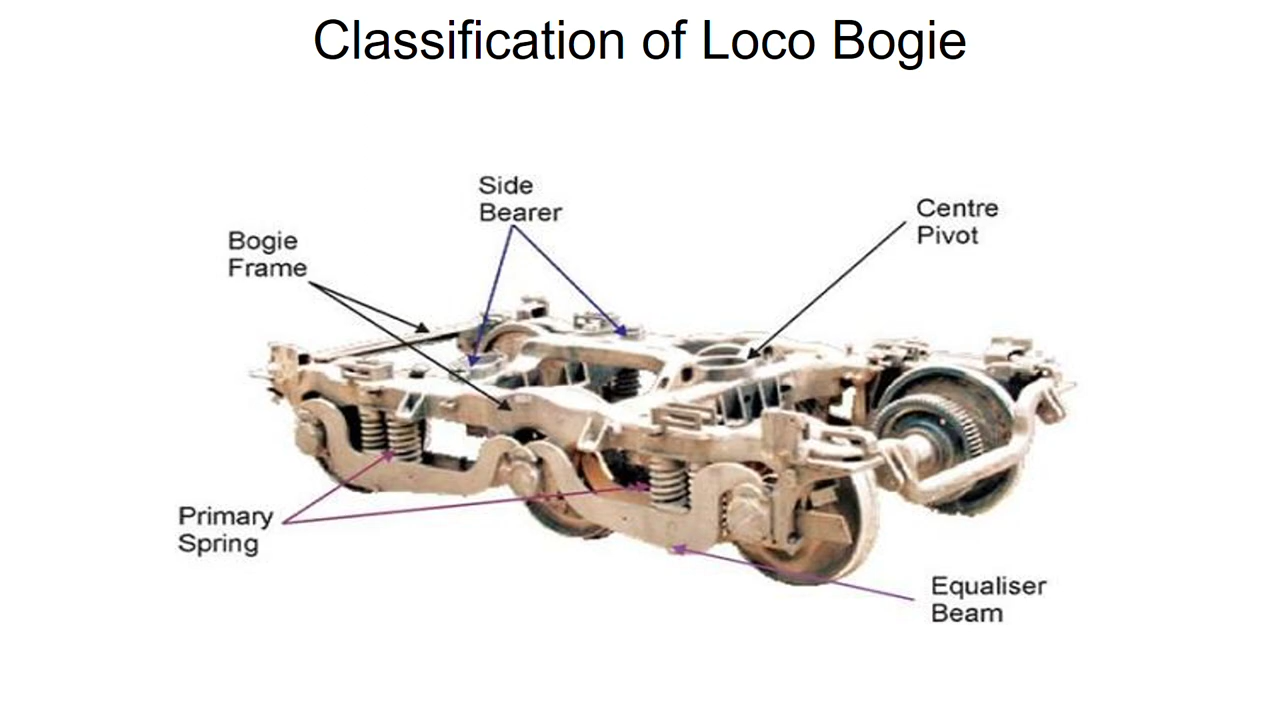 Classification of Loco Bogie
Side
Bearer
Centre
Pivot
Bogie
Frame
Primary
Spring
Equaliser
Beam